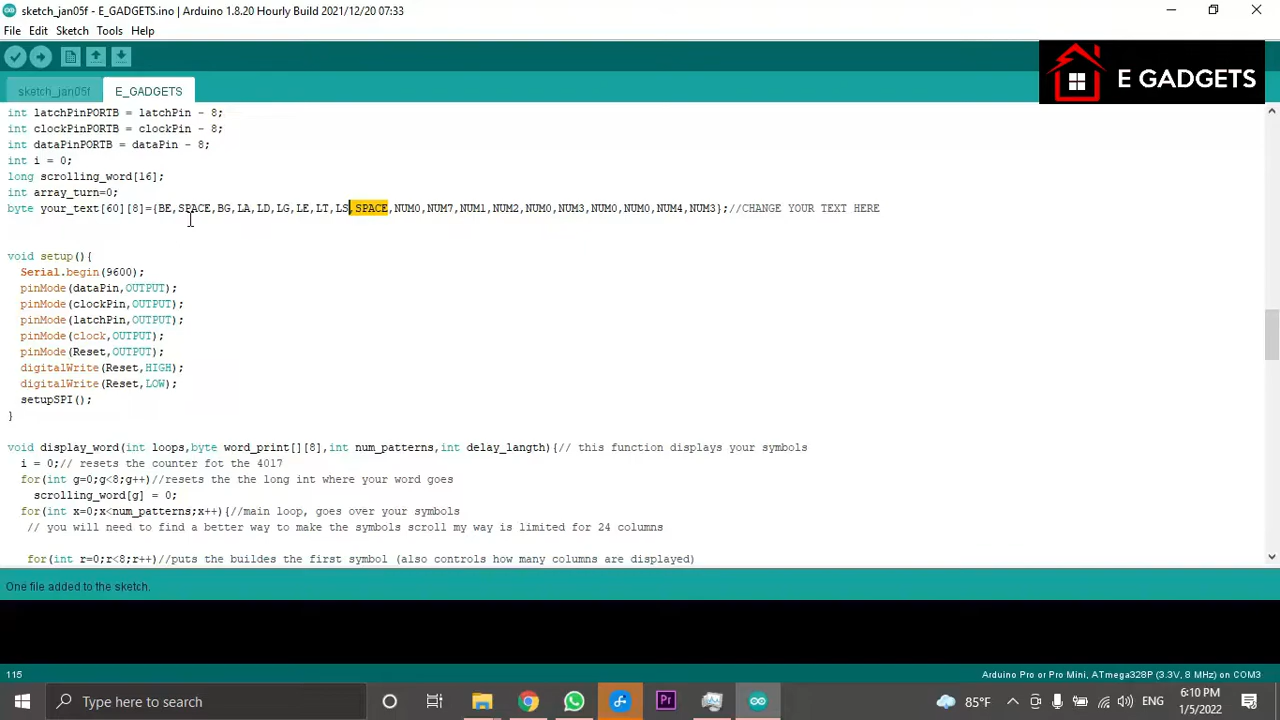 sketch_jan05f - E_GADGETS.ino | Arduino 1.8.20 Hourly Build 2021/12/20 07:33
File Edit Sketch Tools Help
E GADGETS
sketch_jan05f E_GADGETS
int latchPinPORTB = latchPin - 8;
int clockPinPORTB = clockPin - 8;
int dataPinPORTB = dataPin - 8;
int i = 0;
long scrolling_word[16];
int array_turn=0;
byte your_text[60][8]={BE,SPACE,BG,LA,LD,LG,LE,LT,LS,SPACE,NUM0,NUM7,NUM1,NUM2,NUM0,NUM3,NUM0,NUM0,NUM4,NUM3};//CHANGE YOUR TEXT HERE
void setup(){
Serial.begin(9600);
pinMode(dataPin,OUTPUT);
pinMode(clockPin,OUTPUT);
pinMode(latchPin,OUTPUT);
pinMode(clock,OUTPUT);
pinMode(Reset,OUTPUT);
digitalWrite(Reset,HIGH);
digitalWrite(Reset,LOW);
setupSPI();
}
void display_word(int loops,byte word_print[][8],int num_patterns,int delay_length){// this function displays your symbols
i = 0;// resets the counter fot the 4017
for(int g=0;g<8;g++)//resets the the long int where your word goes
scrolling_word[g] = 0;
for(int x=0;x<num_patterns;x++){//main loop, goes over your symbols
// you will need to find a better way to make the symbols scroll my way is limited for 24 columns
for(int r=0;r<8;r++)//puts the buildes the first symbol (also controls how many columns are displayed)
One file added to the sketch.
115 Arduino Pro or Pro Mini, ATmega328P (3.3V, 8 MHz) on COM3
Type here to search Pr 85°F ENG 6:10 PM
1/5/2022